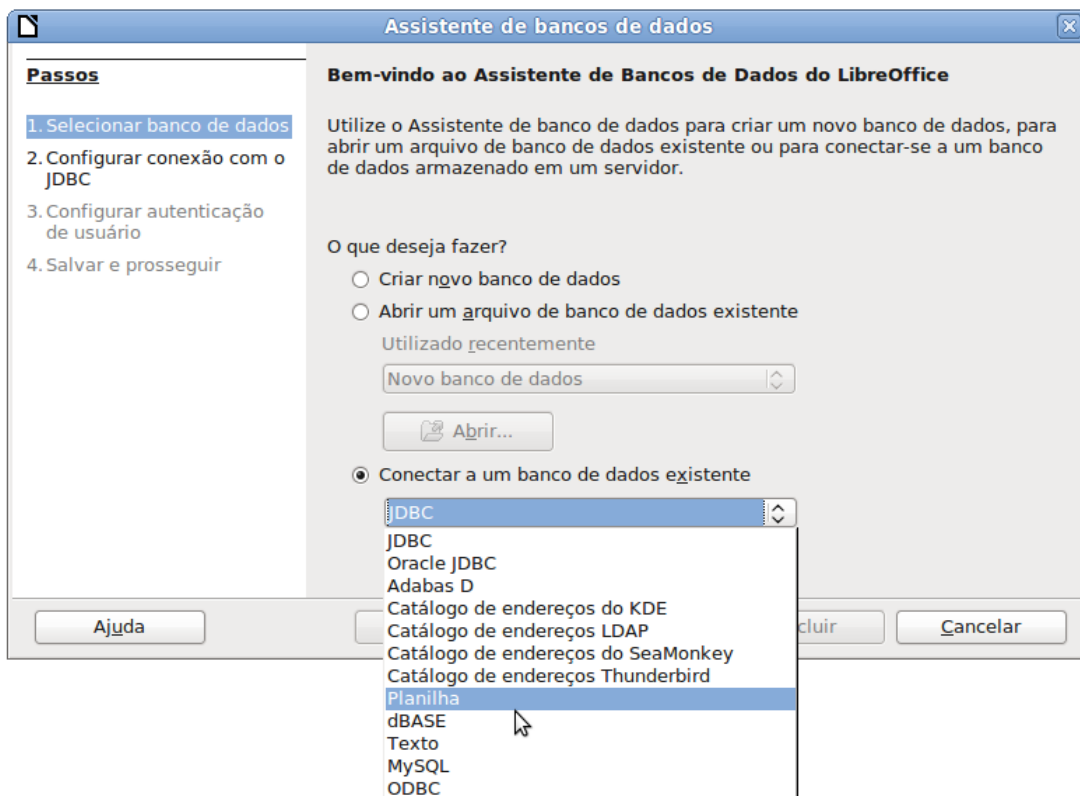 Assistente de bancos de dados
Passos
1. Selecionar banco de dados
2. Configurar conexão com o
JDBC
3. Configurar autenticação
de usuário
4. Salvar e prosseguir
Bem-vindo ao Assistente de Bancos de Dados do LibreOffice
Utilize o Assistente de banco de dados para criar um novo banco de dados, para
abrir um arquivo de banco de dados existente ou para conectar-se a um banco
de dados armazenado em um servidor.
O que deseja fazer?
Criar novo banco de dados
Abrir um arquivo de banco de dados existente
Utilizado recentemente
Novo banco de dados
Abrir...
Conectar a um banco de dados existente
JDBC
JDBC
Oracle JDBC
Adabas D
Catálogo de endereços do KDE
Catálogo de endereços LDAP
Catálogo de endereços do SeaMonkey
Catálogo de endereços Thunderbird
Planilha
dBASE
Texto
MySQL
ODBC
Ajuda
cluir
Cancelar